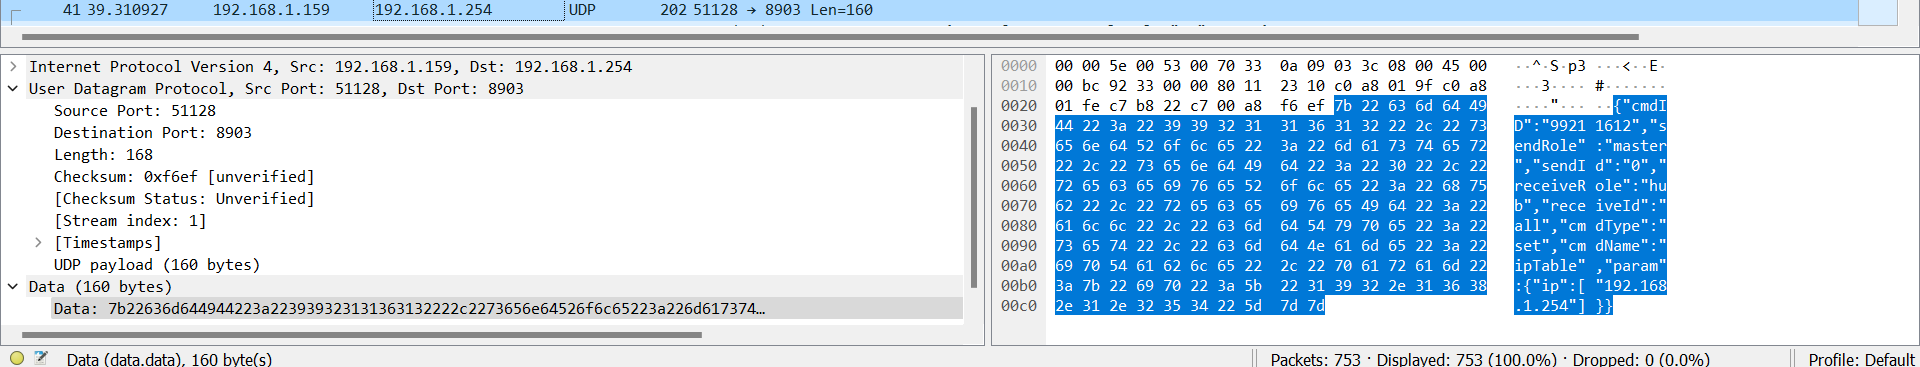 41 39.310927 192.168.1.159 192.168.1.254 UDP 202 51128 → 8903 Len=160
Internet Protocol Version 4, Src: 192.168.1.159, Dst: 192.168.1.254
User Datagram Protocol, Src Port: 51128, Dst Port: 8903
Source Port: 51128
Destination Port: 8903
Length: 168
Checksum: 0xf6ef [unverified]
[Checksum Status: Unverified]
[Stream index: 1]
[Timestamps]
UDP payload (160 bytes)
Data (160 bytes)
Data: 7b22636d644944223a223939323131363132222c2273656e64526f6c65223a226d617374…
0000 00 00 5e 00 53 00 70 33 0a 09 03 3c 08 00 45 00 ··^·S·p3 ···<··E·
0010 00 bc 92 33 00 00 80 11 23 10 c0 a8 01 9f c0 a8 ···3···· #·······
0020 01 fe c7 b8 22 c7 00 a8 f6 ef 7b 22 63 6d 64 49 ····"··· ··{"cmdI
0030 44 22 3a 22 39 39 32 31 31 36 31 32 22 2c 22 73 D":"9921 1612","s
0040 65 6e 64 52 6f 6c 65 22 3a 22 6d 61 73 74 65 72 endRole" :"master
0050 22 2c 22 73 65 6e 64 49 64 22 3a 22 30 22 2c 22 ","sendI d":"0","
0060 72 65 63 65 69 76 65 52 6f 6c 65 22 3a 22 68 75 receiveR ole":"hu
0070 62 22 2c 22 72 65 63 65 69 76 65 49 64 22 3a 22 b","rece iveId":"
0080 61 6c 6c 22 2c 22 63 6d 64 54 79 70 65 22 3a 22 all","cm dType":"
0090 73 65 74 22 2c 22 63 6d 64 4e 61 6d 65 22 3a 22 set","cm dName":"
00a0 69 70 54 61 62 6c 65 22 2c 22 70 61 72 61 6d 22 ipTable" ,"param"
00b0 3a 7b 22 69 70 22 3a 5b 22 31 39 32 2e 31 36 38 :{"ip":[ "192.168
00c0 2e 31 2e 32 35 34 22 5d 7d 7d .1.254"] }}
Data (data.data), 160 byte(s) Packets: 753 · Displayed: 753 (100.0%) · Dropped: 0 (0.0%) Profile: Default